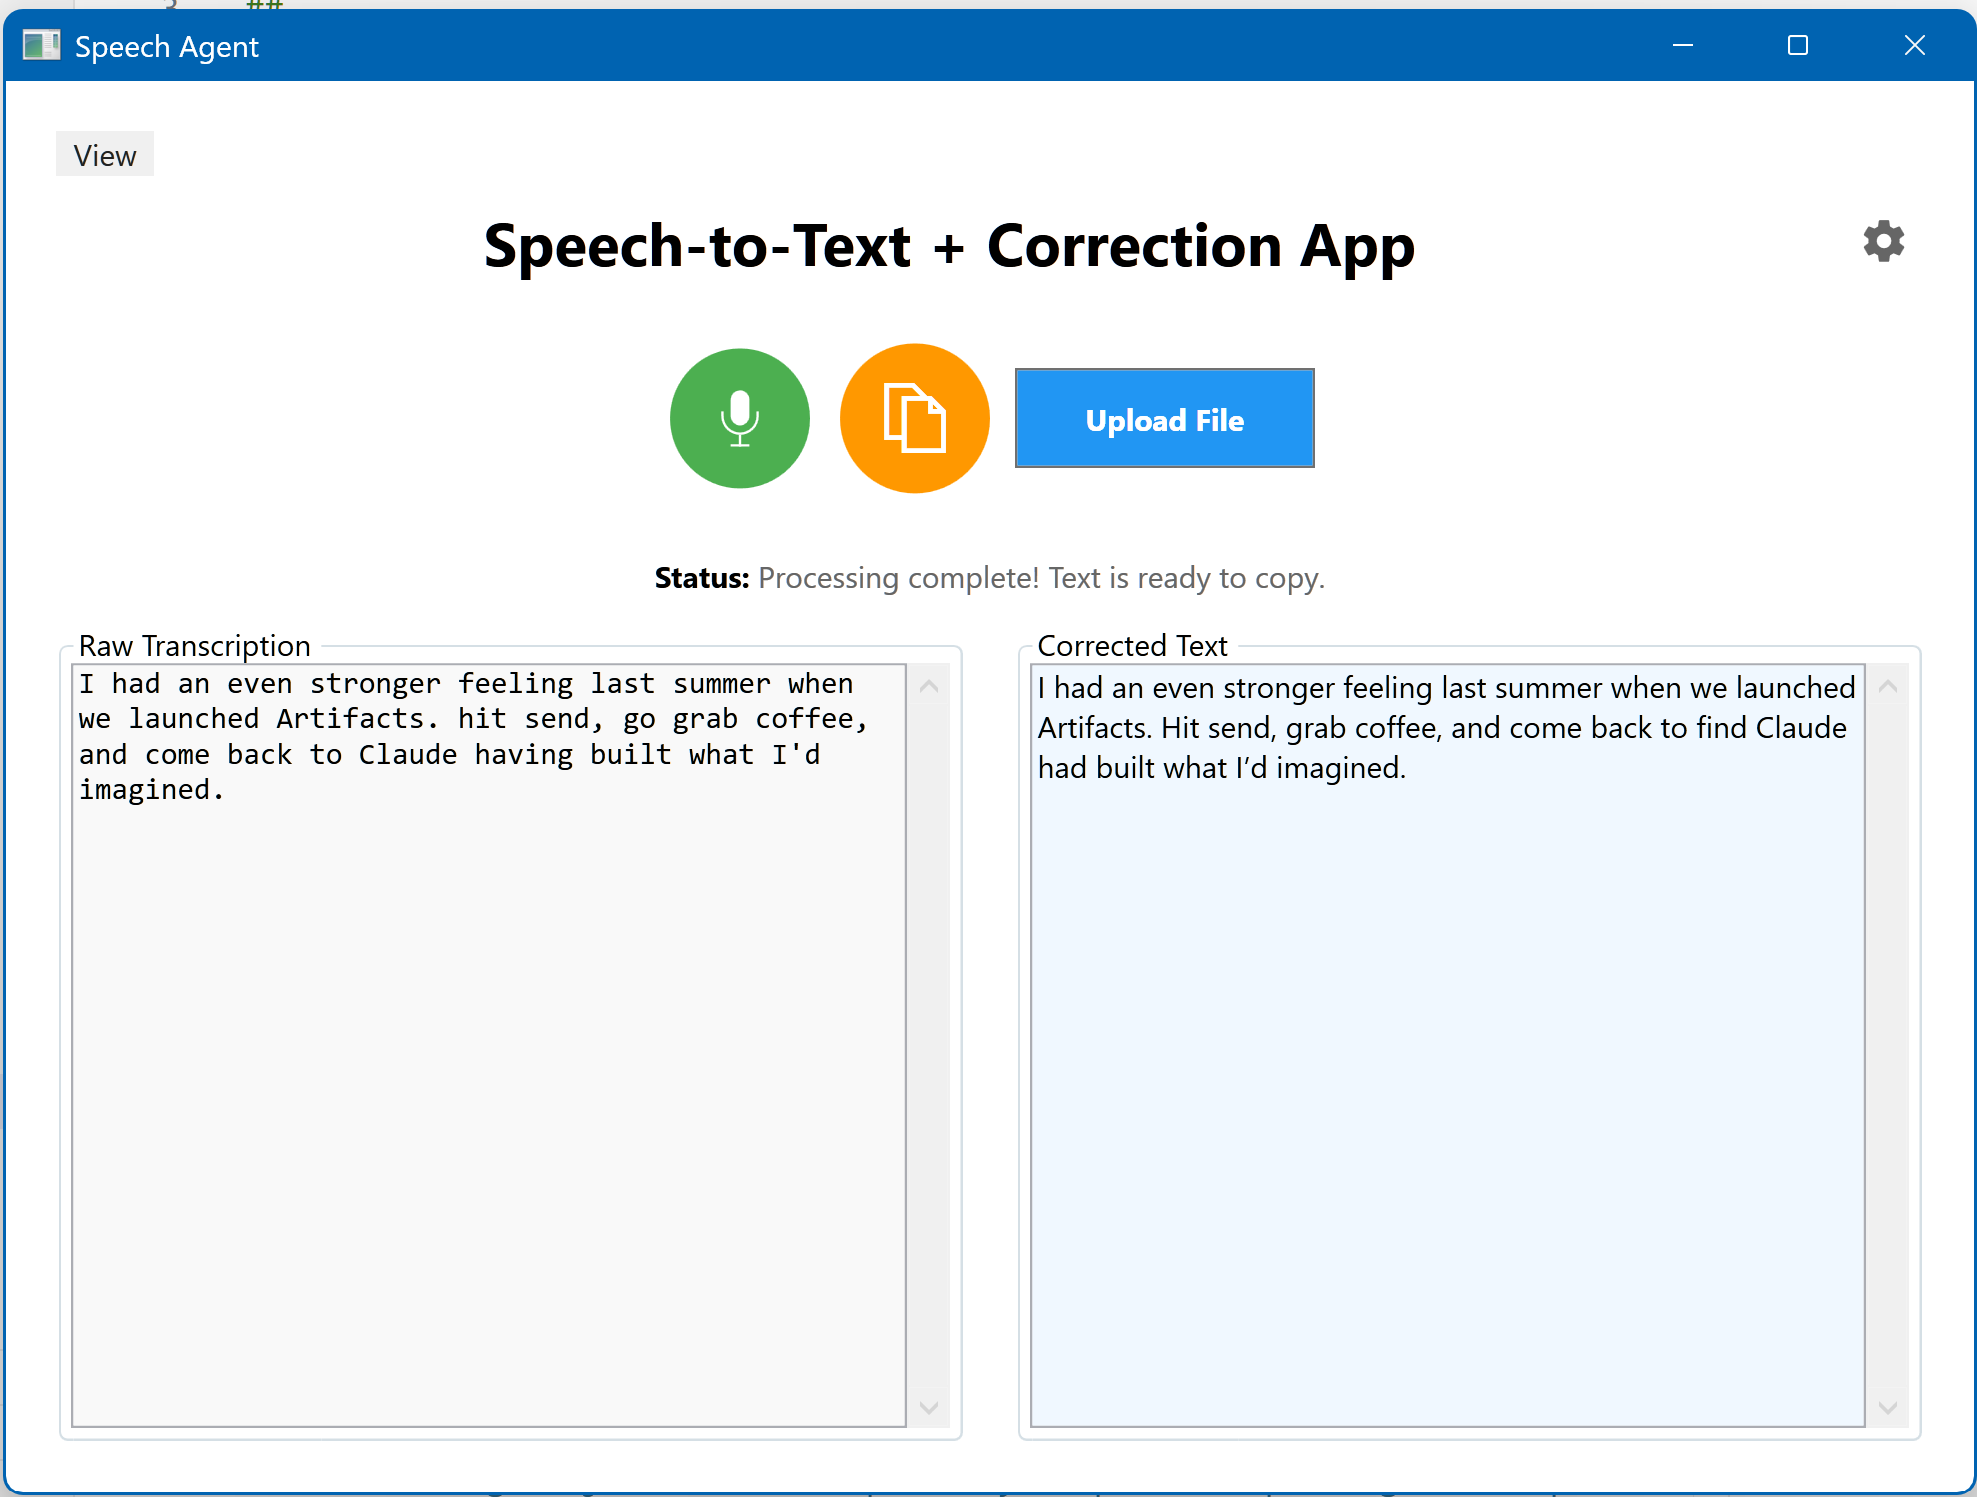 3 ##
Speech Agent
View
Speech-to-Text + Correction App
Upload File
Status: Processing complete! Text is ready to copy.
Raw Transcription
I had an even stronger feeling last summer when
we launched Artifacts. hit send, go grab coffee,
and come back to Claude having built what I'd
imagined.
Corrected Text
I had an even stronger feeling last summer when we launched
Artifacts. Hit send, grab coffee, and come back to find Claude
had built what I’d imagined.